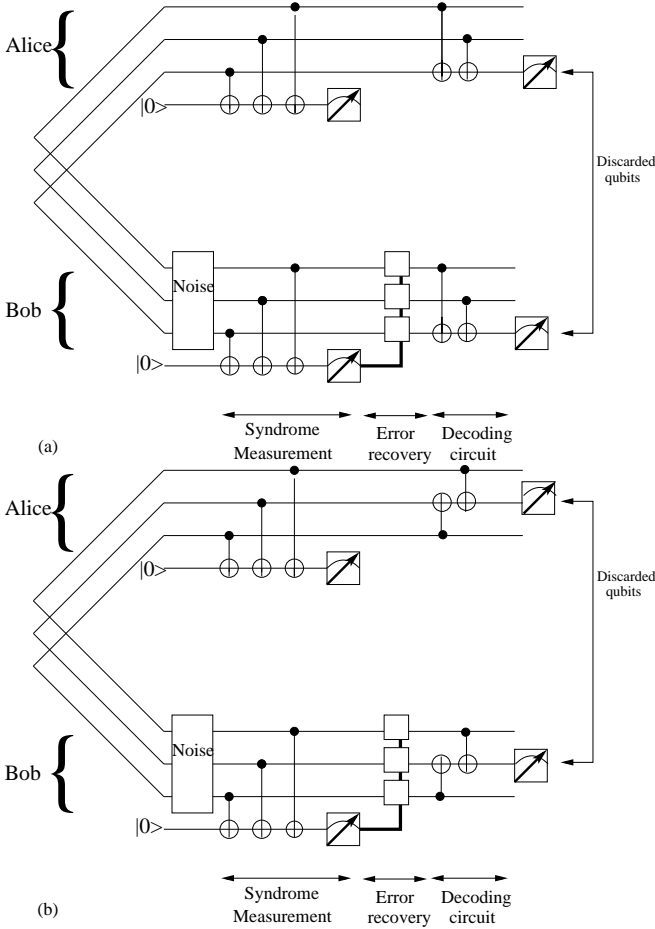 Alice
|0>
Discarded
qubits
Noise
Bob
|0>
Syndrome
Measurement
Error
recovery
Decoding
circuit
(a)
Alice
|0>
Discarded
qubits
Noise
Bob
|0>
Syndrome
Measurement
Error
recovery
Decoding
circuit
(b)